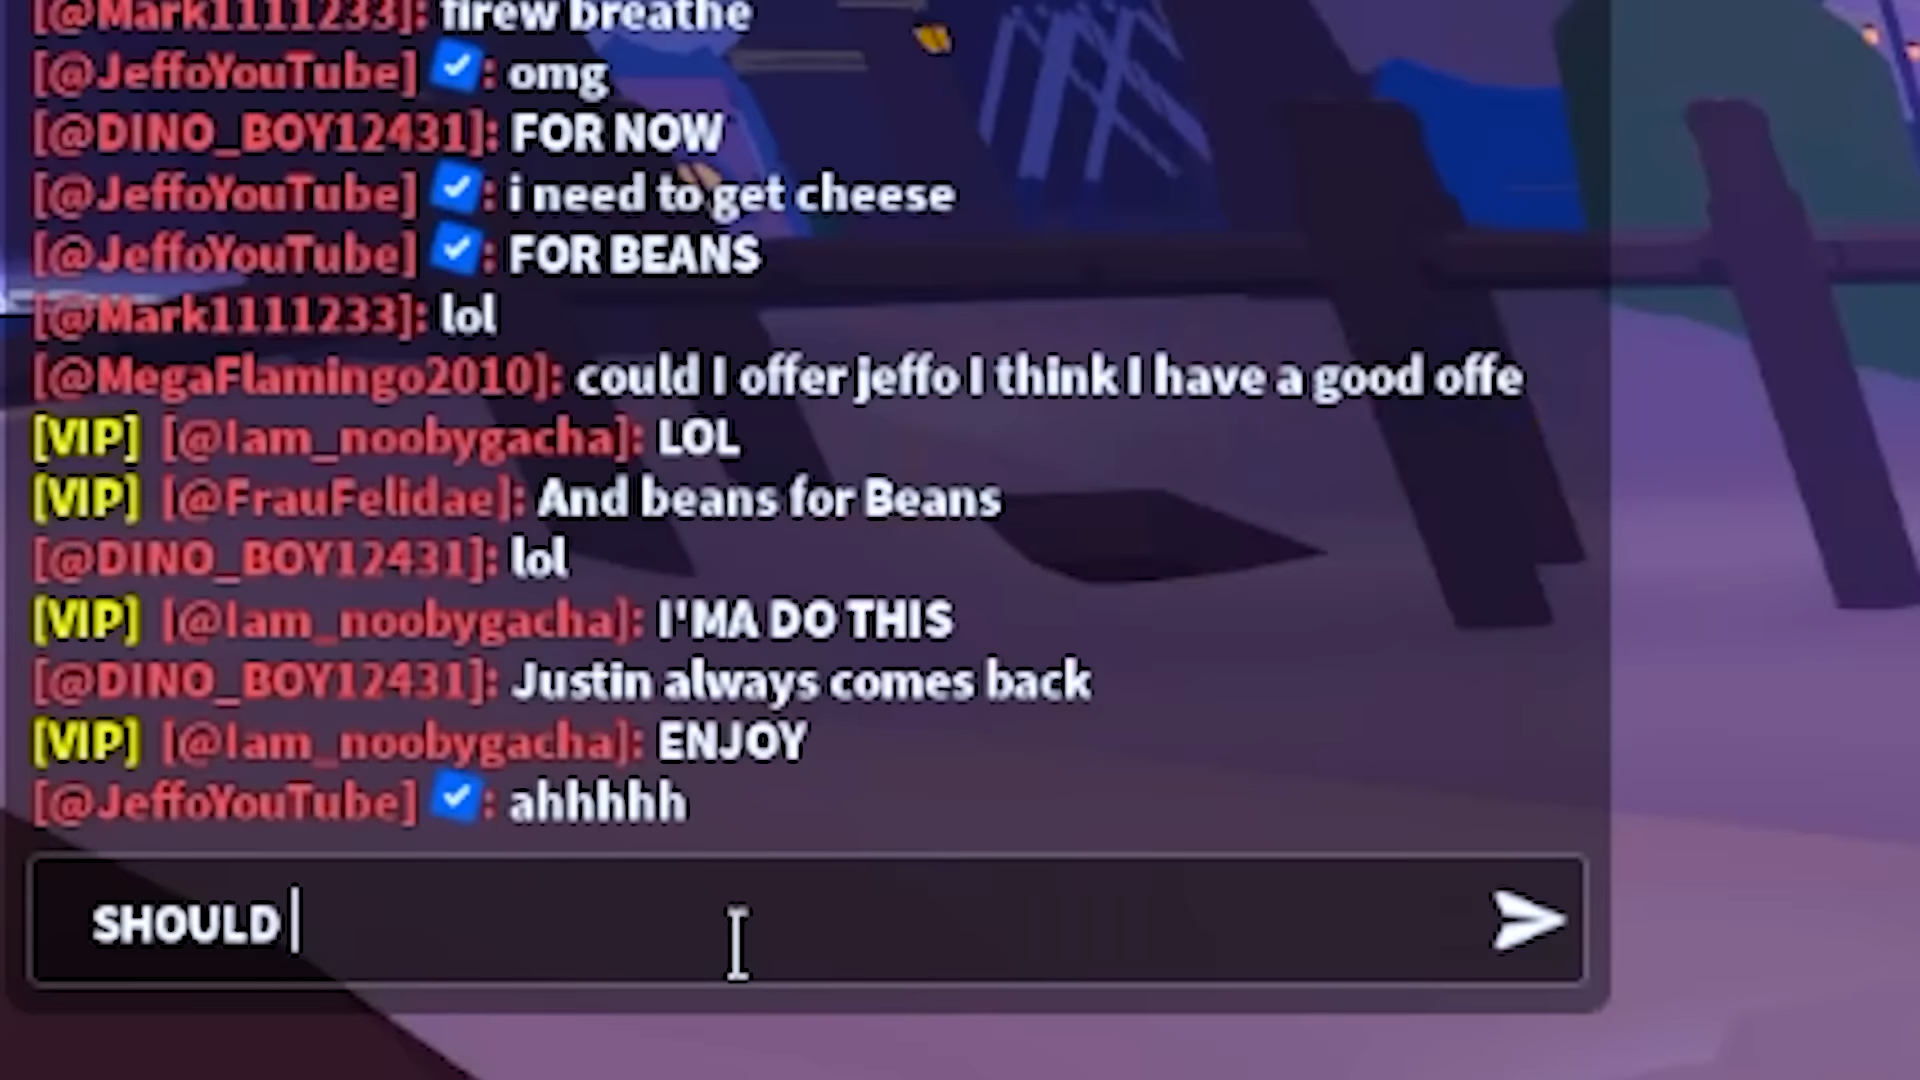 [@Mark1111233]: firew breathe
[@JeffoYouTube] : omg
[@DINO_BOY12431]: FOR NOW
[@JeffoYouTube] : i need to get cheese
[@JeffoYouTube] : FOR BEANS
[@Mark1111233]: lol
[@MegaFlamingo2010]: could I offer jeffo I think I have a good offe
[VIP] [@Iam_noobygacha]: LOL
[VIP] [@FrauFelidae]: And beans for Beans
[@DINO_BOY12431]: lol
[VIP] [@Iam_noobygacha]: I'MA DO THIS
[@DINO_BOY12431]: Justin always comes back
[VIP] [@Iam_noobygacha]: ENJOY
[@JeffoYouTube] : ahhhhh
SHOULD